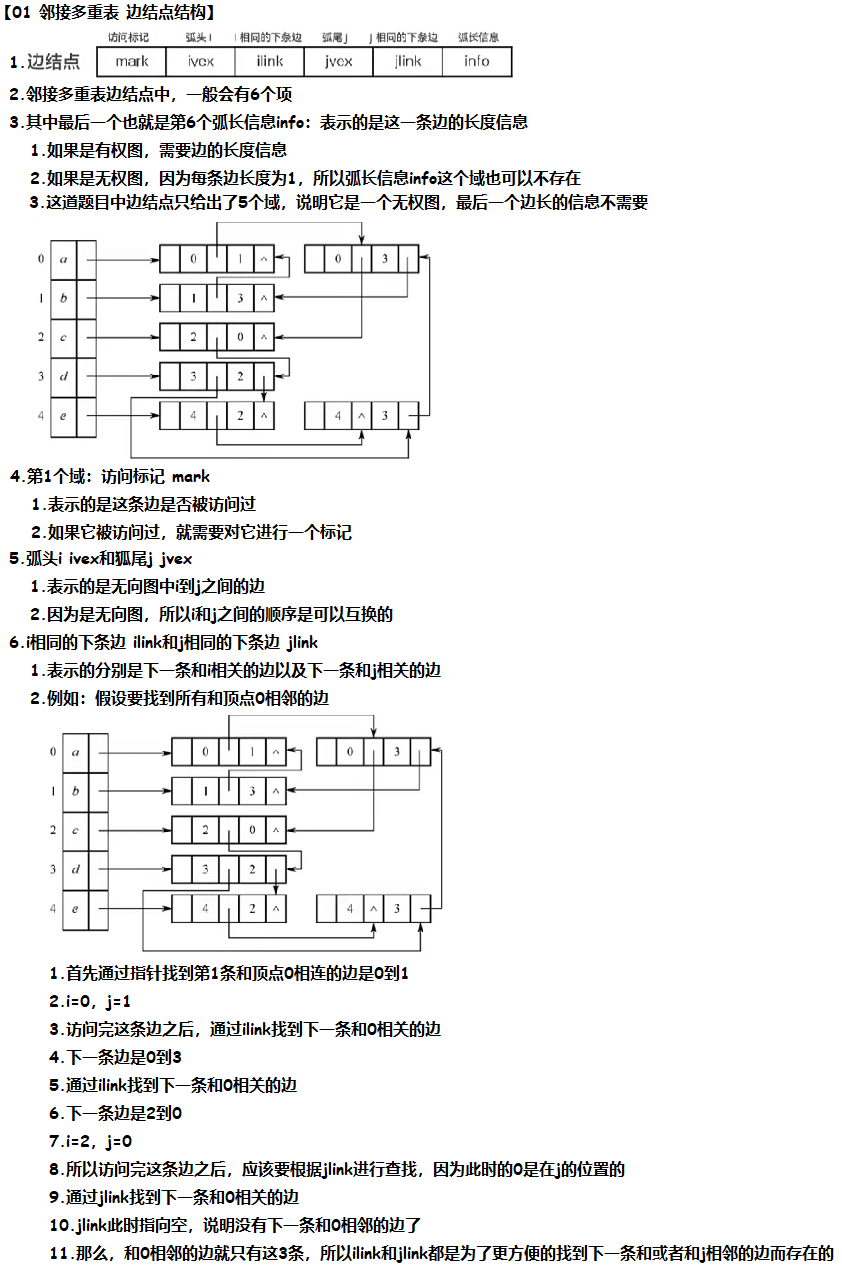 【01 邻接多重表 边结点结构】
访问标记 弧头i i相同的下条边 弧尾j j相同的下条边 弧长信息
1.边结点 mark ivex ilink jvex jlink info
2.邻接多重表边结点中，一般会有6个项
3.其中最后一个也就是第6个弧长信息info：表示的是这一条边的长度信息
1.如果是有权图，需要边的长度信息
2.如果是无权图，因为每条边长度为1，所以弧长信息info这个域也可以不存在
3.这道题目中边结点只给出了5个域，说明它是一个无权图，最后一个边长的信息不需要
0 a 0 1 ^ 0 3
1 b 1 3 ^
2 c 2 0 ^
3 d 3 2
4 e 4 2 ^ 4 ^ 3
4.第1个域：访问标记 mark
1.表示的是这条边是否被访问过
2.如果它被访问过，就需要对它进行一个标记
5.弧头i ivex和狐尾j jvex
1.表示的是无向图中i到j之间的边
2.因为是无向图，所以i和j之间的顺序是可以互换的
6.i相同的下条边 ilink和j相同的下条边 jlink
1.表示的分别是下一条和i相关的边以及下一条和j相关的边
2.例如：假设要找到所有和顶点0相邻的边
0 a 0 1 ^ 0 3
1 b 1 3 ^
2 c 2 0 ^
3 d 3 2
4 e 4 2 ^ 4 ^ 3
1.首先通过指针找到第1条和顶点0相连的边是0到1
2.i=0，j=1
3.访问完这条边之后，通过ilink找到下一条和0相关的边
4.下一条边是0到3
5.通过ilink找到下一条和0相关的边
6.下一条边是2到0
7.i=2，j=0
8.所以访问完这条边之后，应该要根据jlink进行查找，因为此时的0是在j的位置的
9.通过jlink找到下一条和0相关的边
10.jlink此时指向空，说明没有下一条和0相邻的边了
11.那么，和0相邻的边就只有这3条，所以ilink和jlink都是为了更方便的找到下一条和或者和j相邻的边而存在的